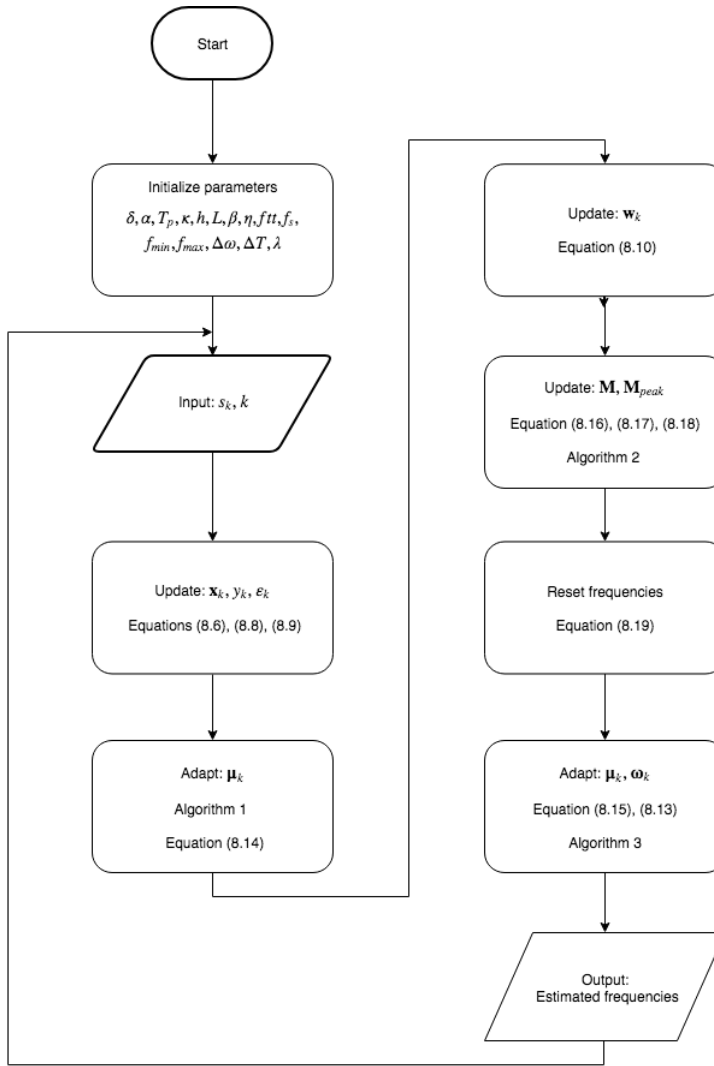 Start
Initialize parameters
δ, α, T_p, κ, h, L, β, η, ftt, f_s,
f_min, f_max, Δω, ΔT, λ
Input: s_k, k
Update: x_k, y_k, ε_k
Equations (8.6), (8.8), (8.9)
Adapt: μ_k
Algorithm 1
Equation (8.14)
Update: w_k
Equation (8.10)
Update: M, M_peak
Equation (8.16), (8.17), (8.18)
Algorithm 2
Reset frequencies
Equation (8.19)
Adapt: μ_k, ω_k
Equation (8.15), (8.13)
Algorithm 3
Output:
Estimated frequencies